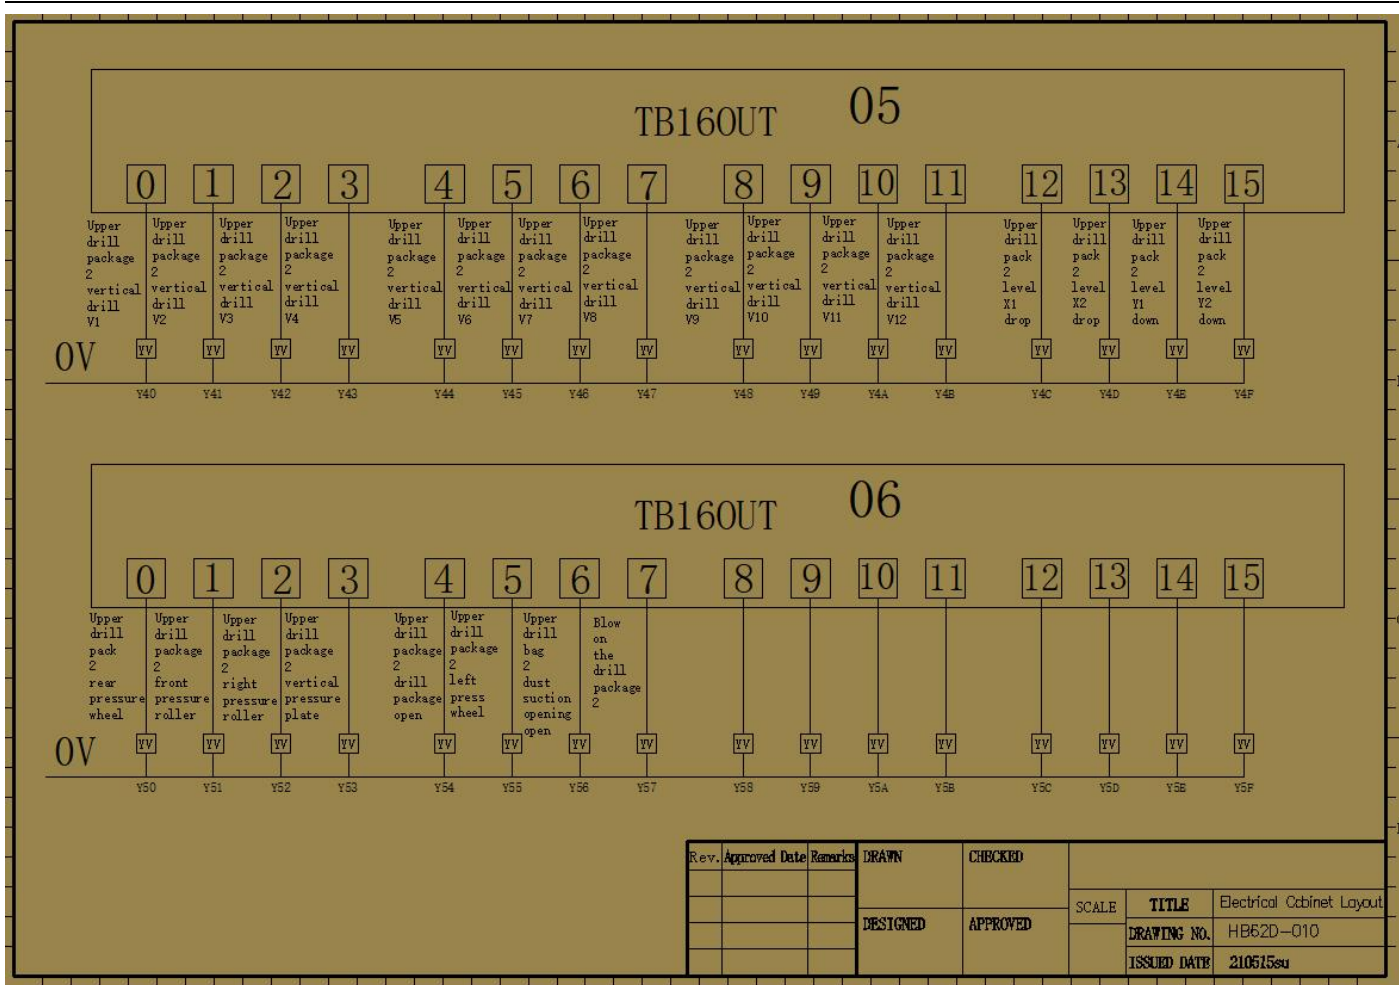 TB16OUT 05
0 1 2 3 4 5 6 7 8 9 10 11 12 13 14 15
Upper drill package 2 vertical drill V1
Upper drill package 2 vertical drill V2
Upper drill package 2 vertical drill V3
Upper drill package 2 vertical drill V4
Upper drill package 2 vertical drill V5
Upper drill package 2 vertical drill V6
Upper drill package 2 vertical drill V7
Upper drill package 2 vertical drill V8
Upper drill package 2 vertical drill V9
Upper drill package 2 vertical drill V10
Upper drill package 2 vertical drill V11
Upper drill package 2 vertical drill V12
Upper drill pack 2 level X1 drop
Upper drill pack 2 level X2 drop
Upper drill pack 2 level Y1 down
Upper drill pack 2 level Y2 down
0V YV YV YV YV YV YV YV YV YV YV YV YV YV YV YV YV
Y40 Y41 Y42 Y43 Y44 Y45 Y46 Y47 Y48 Y49 Y4A Y4B Y4C Y4D Y4E Y4F
TB16OUT 06
0 1 2 3 4 5 6 7 8 9 10 11 12 13 14 15
Upper drill pack 2 rear pressure wheel
Upper drill package 2 front pressure roller
Upper drill package 2 right pressure roller
Upper drill package 2 vertical pressure plate
Upper drill package 2 drill package open
Upper drill package 2 left press wheel
Upper drill bag 2 dust suction opening open
Blow on the drill package 2
0V YV YV YV YV YV YV YV YV YV YV YV YV YV YV YV YV
Y50 Y51 Y52 Y53 Y54 Y55 Y56 Y57 Y58 Y59 Y5A Y5B Y5C Y5D Y5E Y5F
Rev. Approved Date Remarks DRAWN CHECKED
DESIGNED APPROVED
SCALE TITLE Electrical Cabinet Layout
DRAWING NO. HB62D-010
ISSUED DATE 210515su